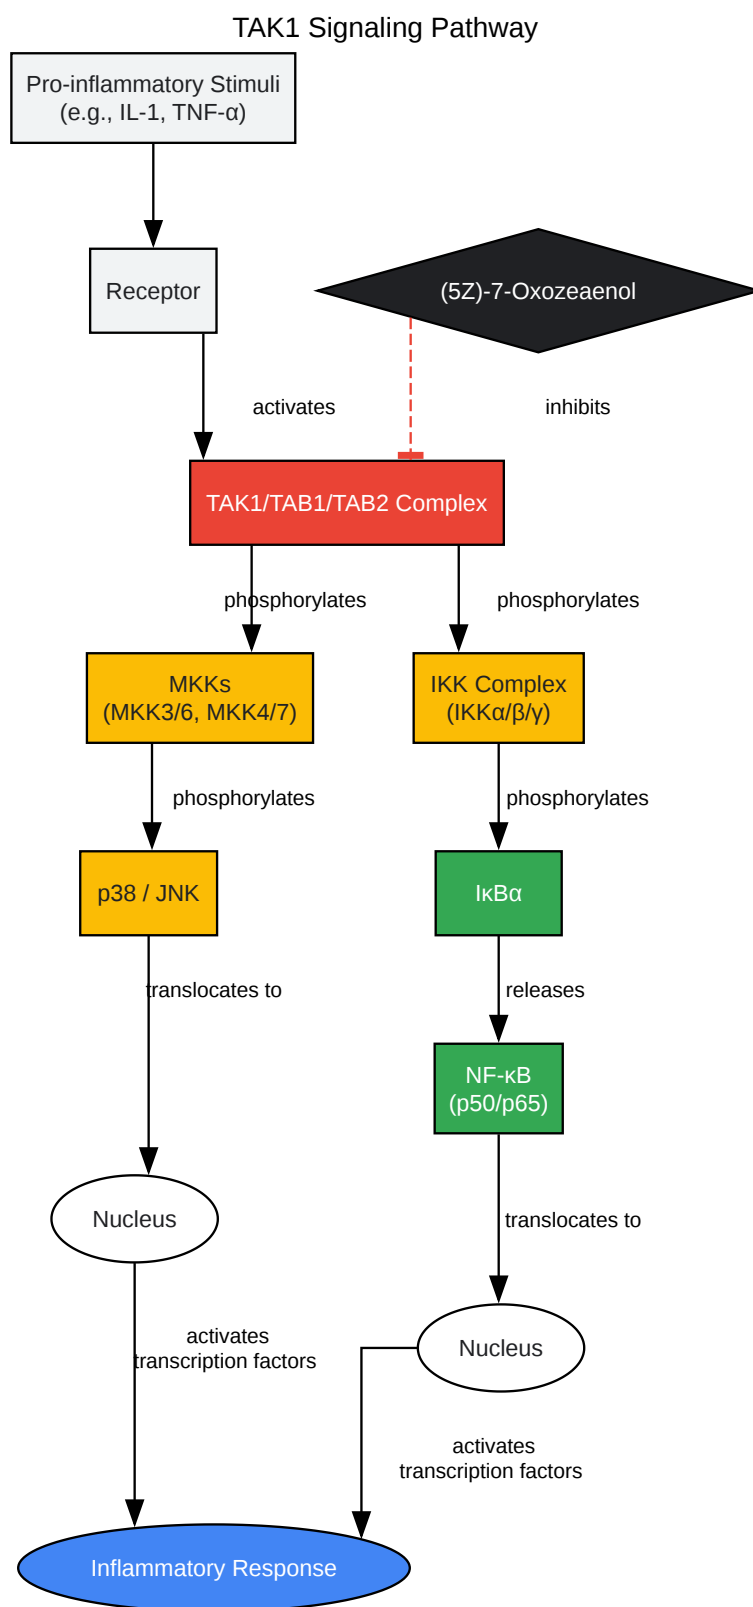 TAK1 Signaling Pathway
Pro-inflammatory Stimuli
(e.g., IL-1, TNF-α)
Receptor
(5Z)-7-Oxozeaenol
activates
inhibits
TAK1/TAB1/TAB2 Complex
phosphorylates
phosphorylates
MKKs
(MKK3/6, MKK4/7)
IKK Complex
(IKKα/β/γ)
phosphorylates
phosphorylates
p38 / JNK
IκBα
translocates to
releases
NF-κB
(p50/p65)
Nucleus
translocates to
activates
transcription factors
Nucleus
activates
transcription factors
Inflammatory Response